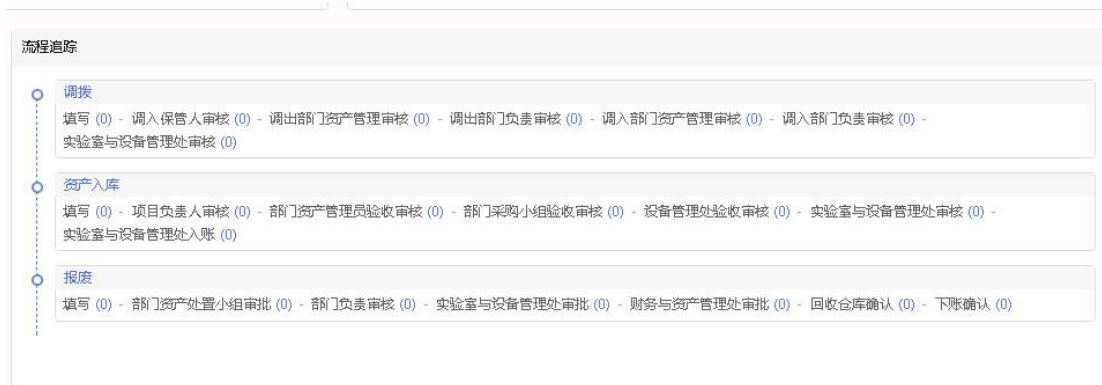 流程追踪
调拨
填写 (0) - 调入保管人审核 (0) - 调出部门资产管理审核 (0) - 调出部门负责审核 (0) - 调入部门资产管理审核 (0) - 调入部门负责审核 (0) -
实验室与设备管理处审核 (0)
资产入库
填写 (0) - 项目负责人审核 (0) - 部门资产管理员验收审核 (0) - 部门采购小组验收审核 (0) - 设备管理处验收审核 (0) - 实验室与设备管理处审核 (0) -
实验室与设备管理处入账 (0)
报废
填写 (0) - 部门资产处置小组审批 (0) - 部门负责审核 (0) - 实验室与设备管理处审批 (0) - 财务与资产管理处审批 (0) - 回收仓库确认 (0) - 下账确认 (0)